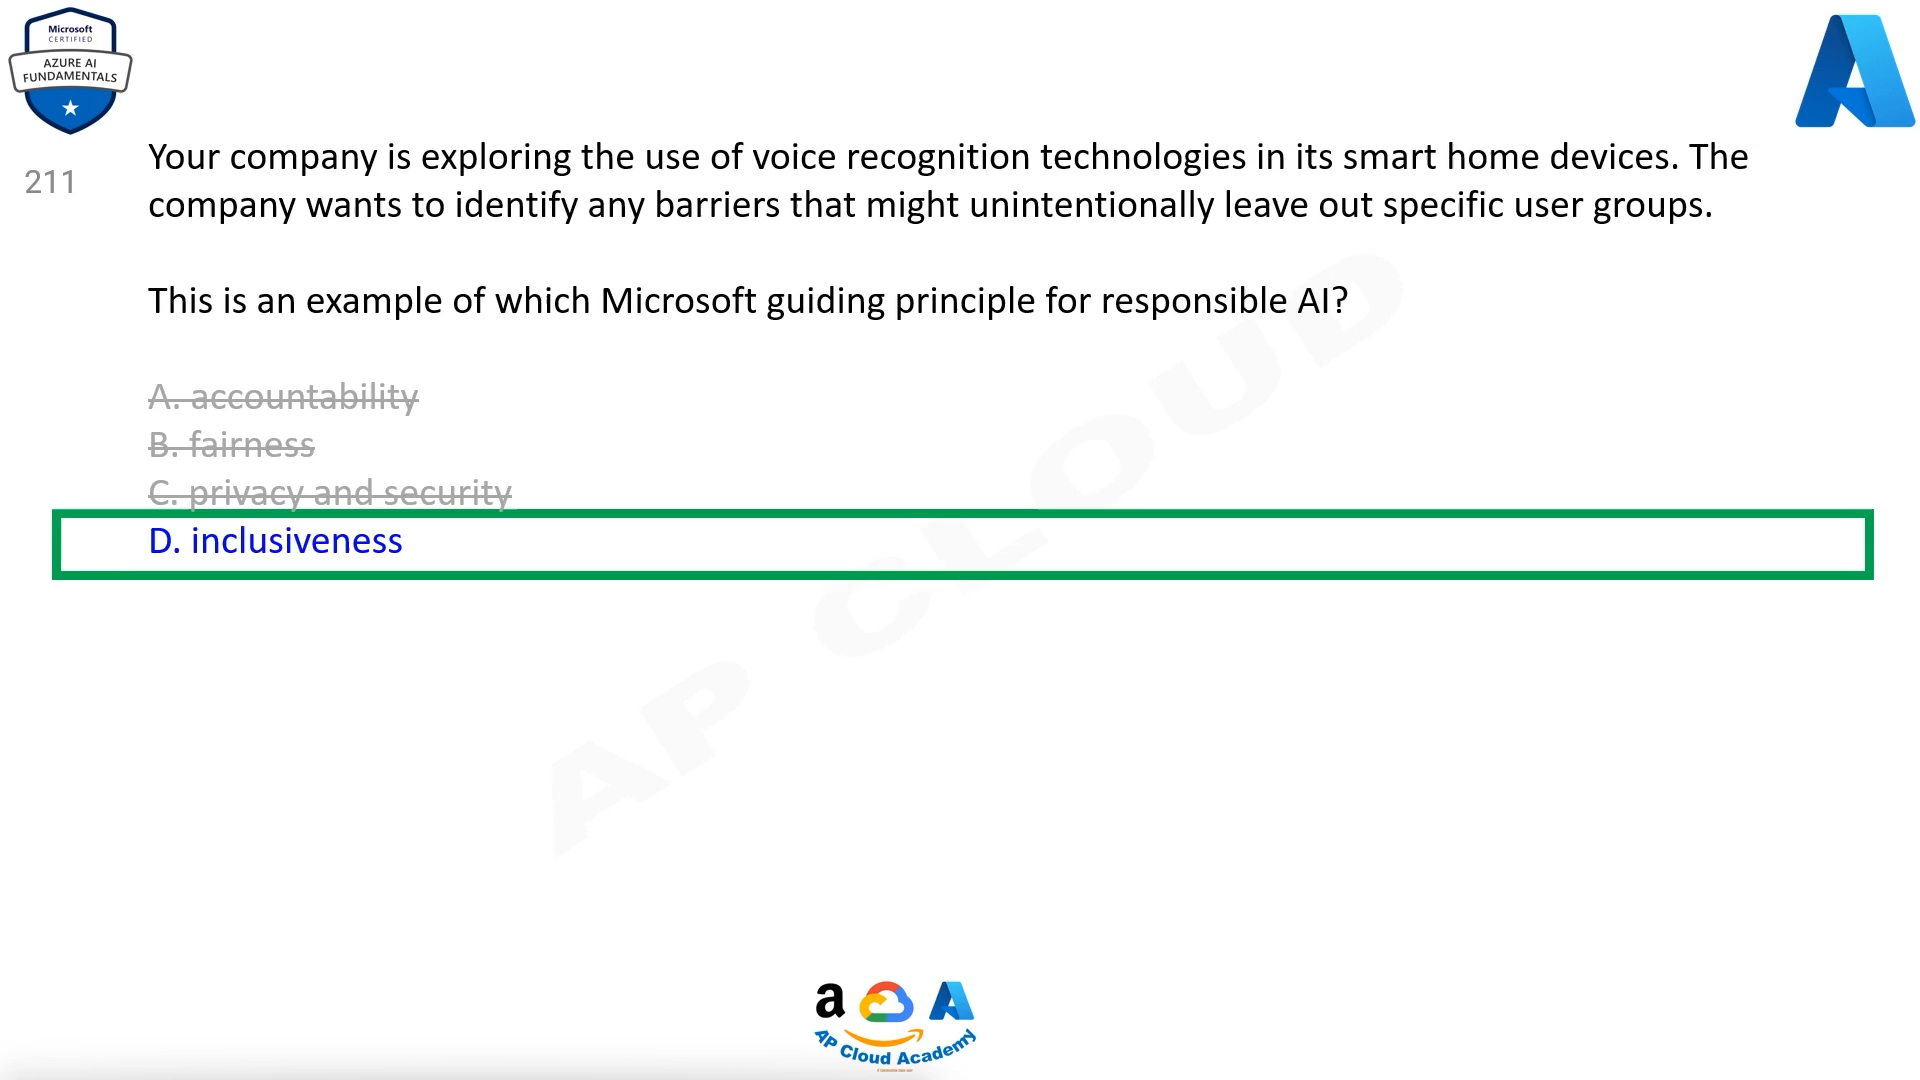 Microsoft
CERTIFIED
AZURE AI
FUNDAMENTALS
211
Your company is exploring the use of voice recognition technologies in its smart home devices. The
company wants to identify any barriers that might unintentionally leave out specific user groups.
This is an example of which Microsoft guiding principle for responsible AI?
A. accountability
B. fairness
C. privacy and security
D. inclusiveness
AP CLOUD
a
AP Cloud Academy